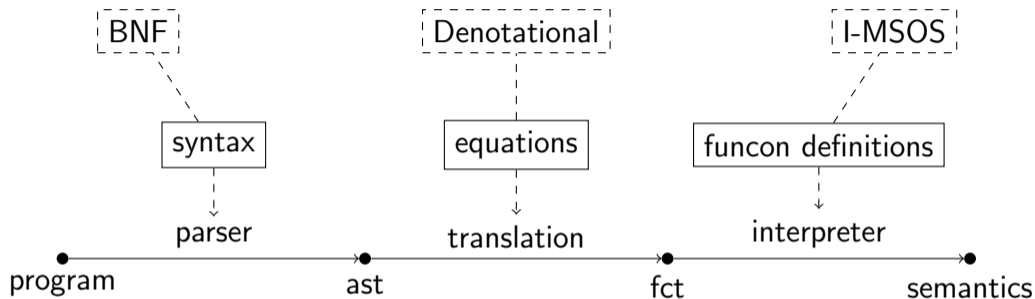 BNF
Denotational
I-MSOS
syntax
equations
funcon definitions
parser
translation
interpreter
program
ast
fct
semantics